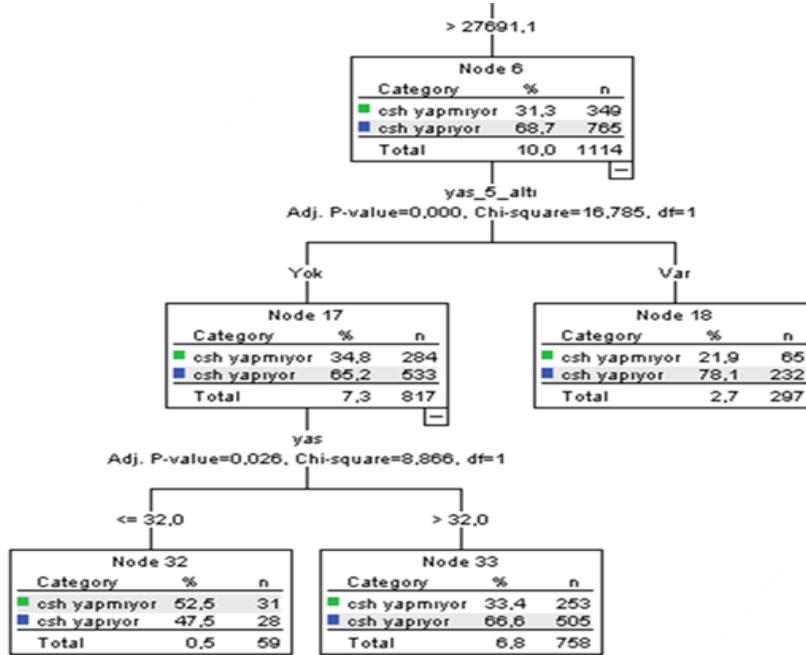 > 27691,1
Node 6
Category % n
csh yapmıyor 31,3 349
csh yapıyor 68,7 765
Total 10,0 1114
yas_5_altı
Adj. P-value=0,000, Chi-square=16,785, df=1
Yok Var
Node 17
Category % n
csh yapmıyor 34,8 284
csh yapıyor 65,2 533
Total 7,3 817
Node 18
Category % n
csh yapmıyor 21,9 65
csh yapıyor 78,1 232
Total 2,7 297
yas
Adj. P-value=0,026, Chi-square=8,866, df=1
<= 32,0 > 32,0
Node 32
Category % n
csh yapmıyor 52,5 31
csh yapıyor 47,5 28
Total 0,5 59
Node 33
Category % n
csh yapmıyor 33,4 253
csh yapıyor 66,6 505
Total 6,8 758